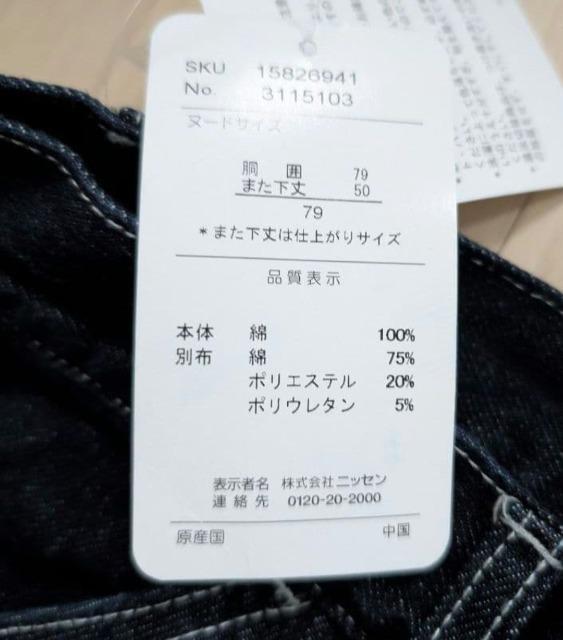 SKU 15826941
No. 3115103
ヌードサイズ
胴囲 79
また下丈 50
79
*また下丈は仕上がりサイズ
品質表示
本体 綿 100%
別布 綿 75%
ポリエステル 20%
ポリウレタン 5%
表示者名 株式会社ニッセン
連絡先 0120-20-2000
原産国 中国